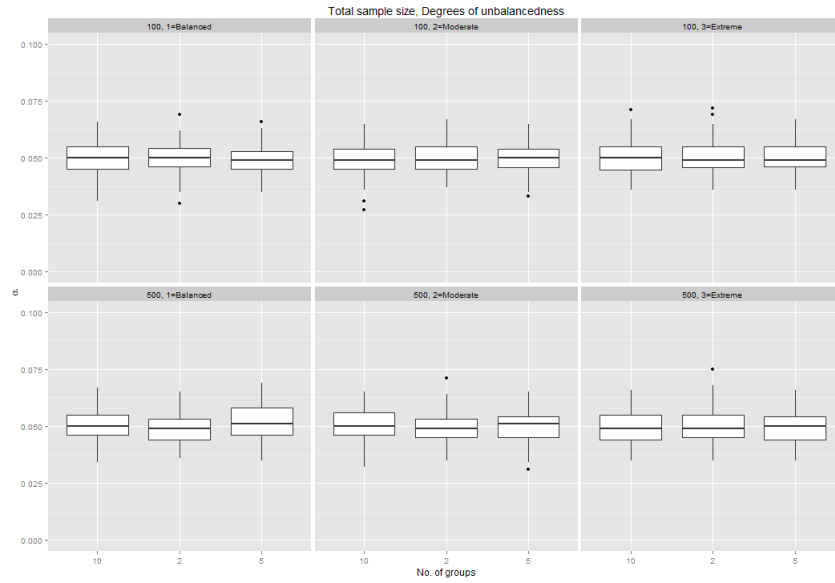 Total sample size, Degrees of unbalancedness
100, 1=Balanced
100, 2=Moderate
100, 3=Extreme
0.100
0.075
0.050
0.025
0.000
α
500, 1=Balanced
500, 2=Moderate
500, 3=Extreme
0.100
0.075
0.050
0.025
0.000
10 2 5 10 2 5 10 2 5
No. of groups